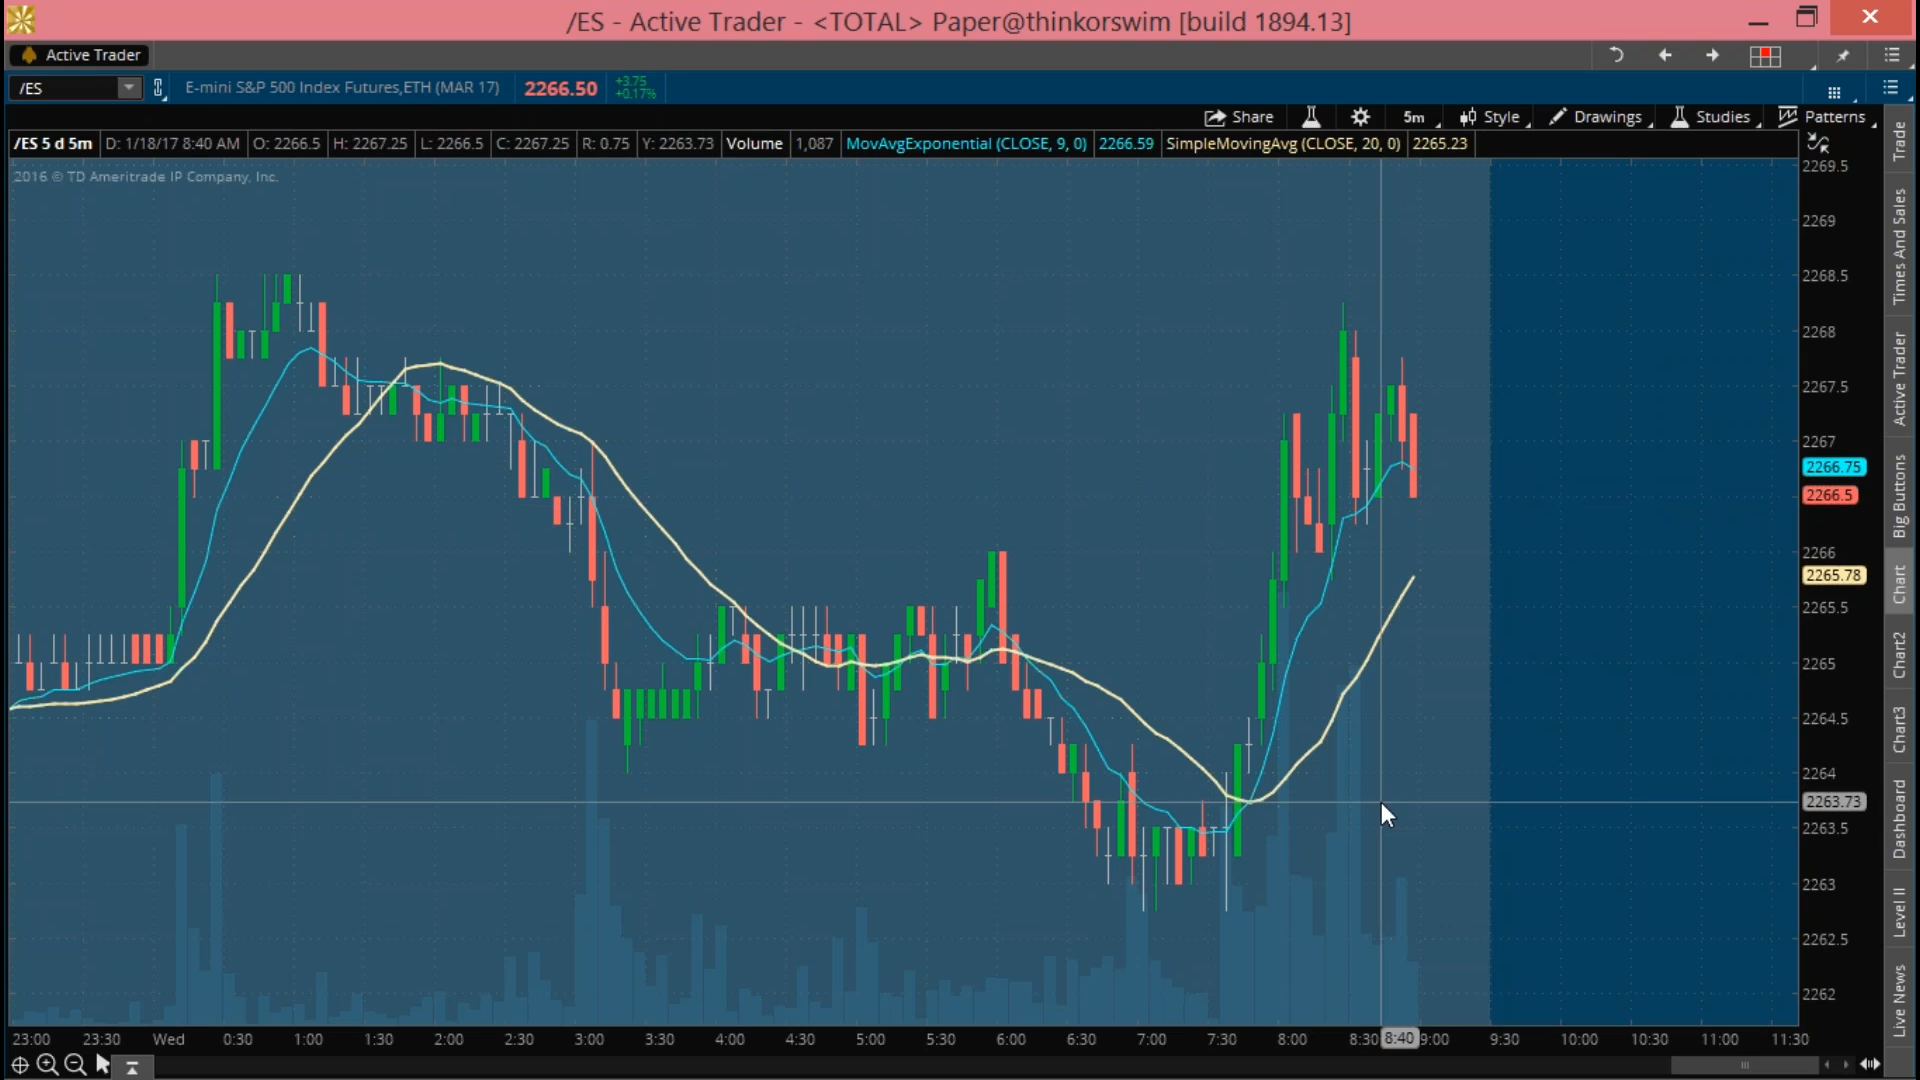 /ES - Active Trader - <TOTAL> Paper@thinkorswim [build 1894.13]
Active Trader
/ES E-mini S&P 500 Index Futures,ETH (MAR 17) 2266.50 +3.75 +0.17%
Share 5m Style Drawings Studies Patterns
/ES 5 d 5m D: 1/18/17 8:40 AM O: 2266.5 H: 2267.25 L: 2266.5 C: 2267.25 R: 0.75 Y: 2263.73 Volume 1,087 MovAvgExponential (CLOSE, 9, 0) 2266.59 SimpleMovingAvg (CLOSE, 20, 0) 2265.23
2016 © TD Ameritrade IP Company, Inc.
2269.5
2269
2268.5
2268
2267.5
2267
2266.75
2266.5
2266
2265.78
2265.5
2265
2264.5
2264
2263.73
2263.5
2263
2262.5
2262
23:00 23:30 Wed 0:30 1:00 1:30 2:00 2:30 3:00 3:30 4:00 4:30 5:00 5:30 6:00 6:30 7:00 7:30 8:00 8:30 8:40 9:00 9:30 10:00 10:30 11:00 11:30
Trade
Times And Sales
Active Trader
Big Buttons
Chart
Chart2
Chart3
Dashboard
Level II
Live News